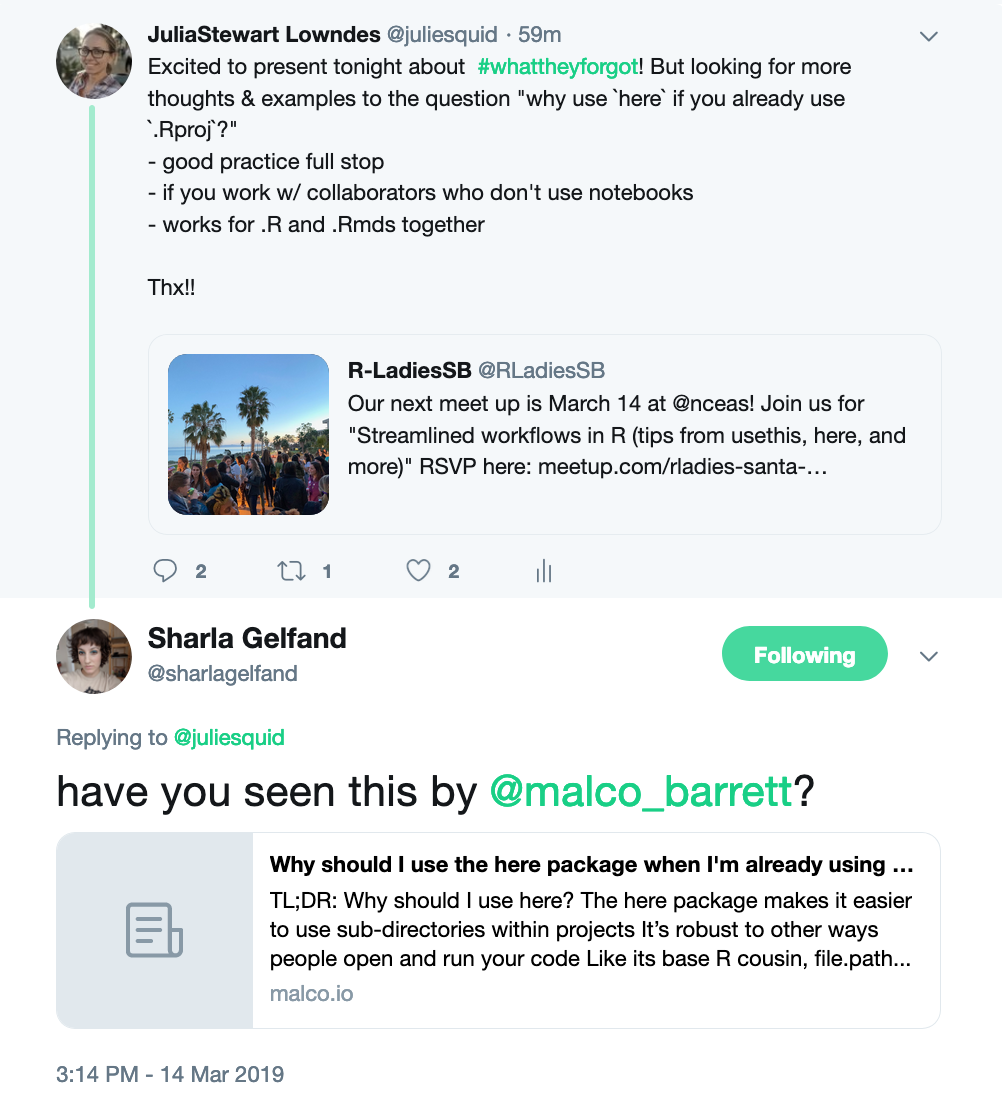 JuliaStewart Lowndes @juliesquid · 59m
Excited to present tonight about #whattheyforgot! But looking for more
thoughts & examples to the question "why use `here` if you already use
`.Rproj`?"
- good practice full stop
- if you work w/ collaborators who don't use notebooks
- works for .R and .Rmds together
Thx!!
R-LadiesSB @RLadiesSB
Our next meet up is March 14 at @nceas! Join us for
"Streamlined workflows in R (tips from usethis, here, and
more)" RSVP here: meetup.com/rladies-santa-…
2 1 2
Sharla Gelfand
@sharlagelfand
Following
Replying to @juliesquid
have you seen this by @malco_barrett?
Why should I use the here package when I'm already using ...
TL;DR: Why should I use here? The here package makes it easier
to use sub-directories within projects It’s robust to other ways
people open and run your code Like its base R cousin, file.path...
malco.io
3:14 PM - 14 Mar 2019